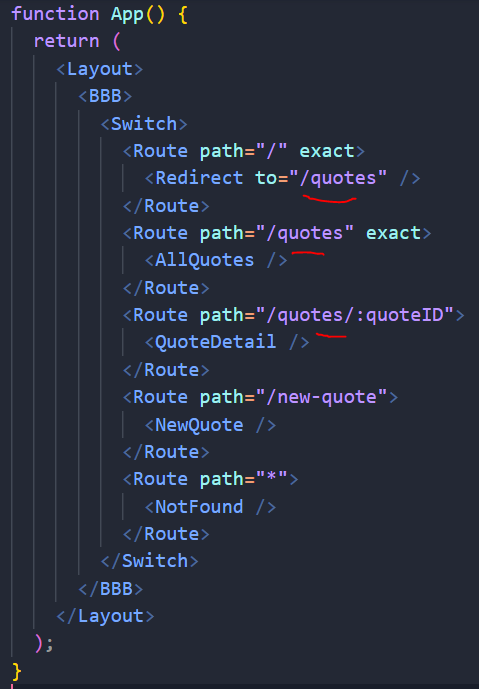 function App() {
  return (
    <Layout>
      <BBB>
        <Switch>
          <Route path="/" exact>
            <Redirect to="/quotes" />
          </Route>
          <Route path="/quotes" exact>
            <AllQuotes />
          </Route>
          <Route path="/quotes/:quoteID">
            <QuoteDetail />
          </Route>
          <Route path="/new-quote">
            <NewQuote />
          </Route>
          <Route path="*">
            <NotFound />
          </Route>
        </Switch>
      </BBB>
    </Layout>
  );
}